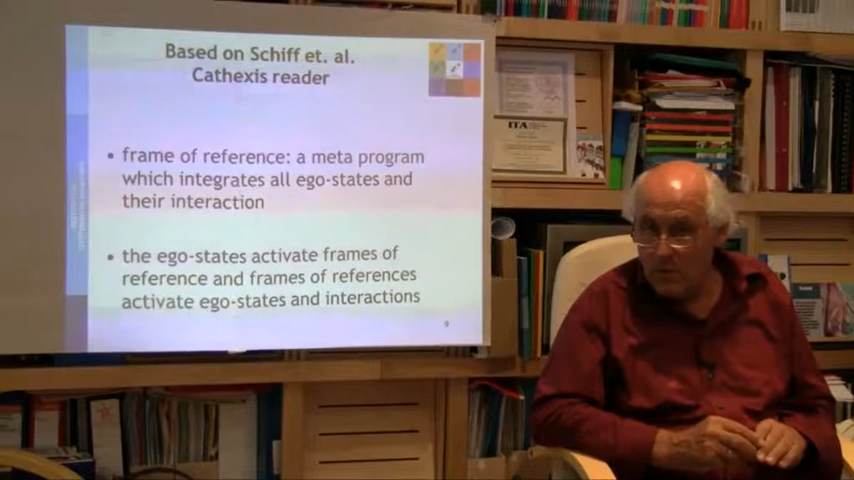 Based on Schiff et. al.
Cathexis reader
• frame of reference: a meta program
which integrates all ego-states and
their interaction
• the ego-states activate frames of
reference and frames of references
activate ego-states and interactions
9
ITA